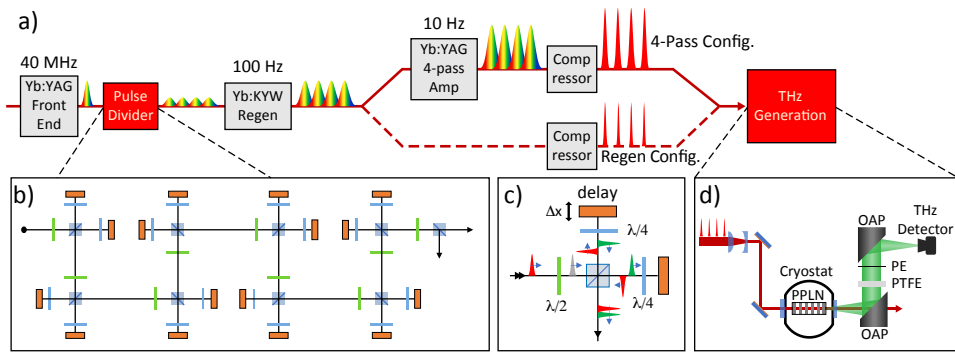 a)
40 MHz
Yb:YAG
Front
End
Pulse
Divider
100 Hz
Yb:KYW
Regen
10 Hz
Yb:YAG
4-pass
Amp
Comp
ressor
4-Pass Config.
Comp
ressor
Regen Config.
THz
Generation
b)
c)
delay
Δx
λ/4
λ/2
λ/4
d)
OAP
THz
Detector
PE
PTFE
Cryostat
PPLN
OAP